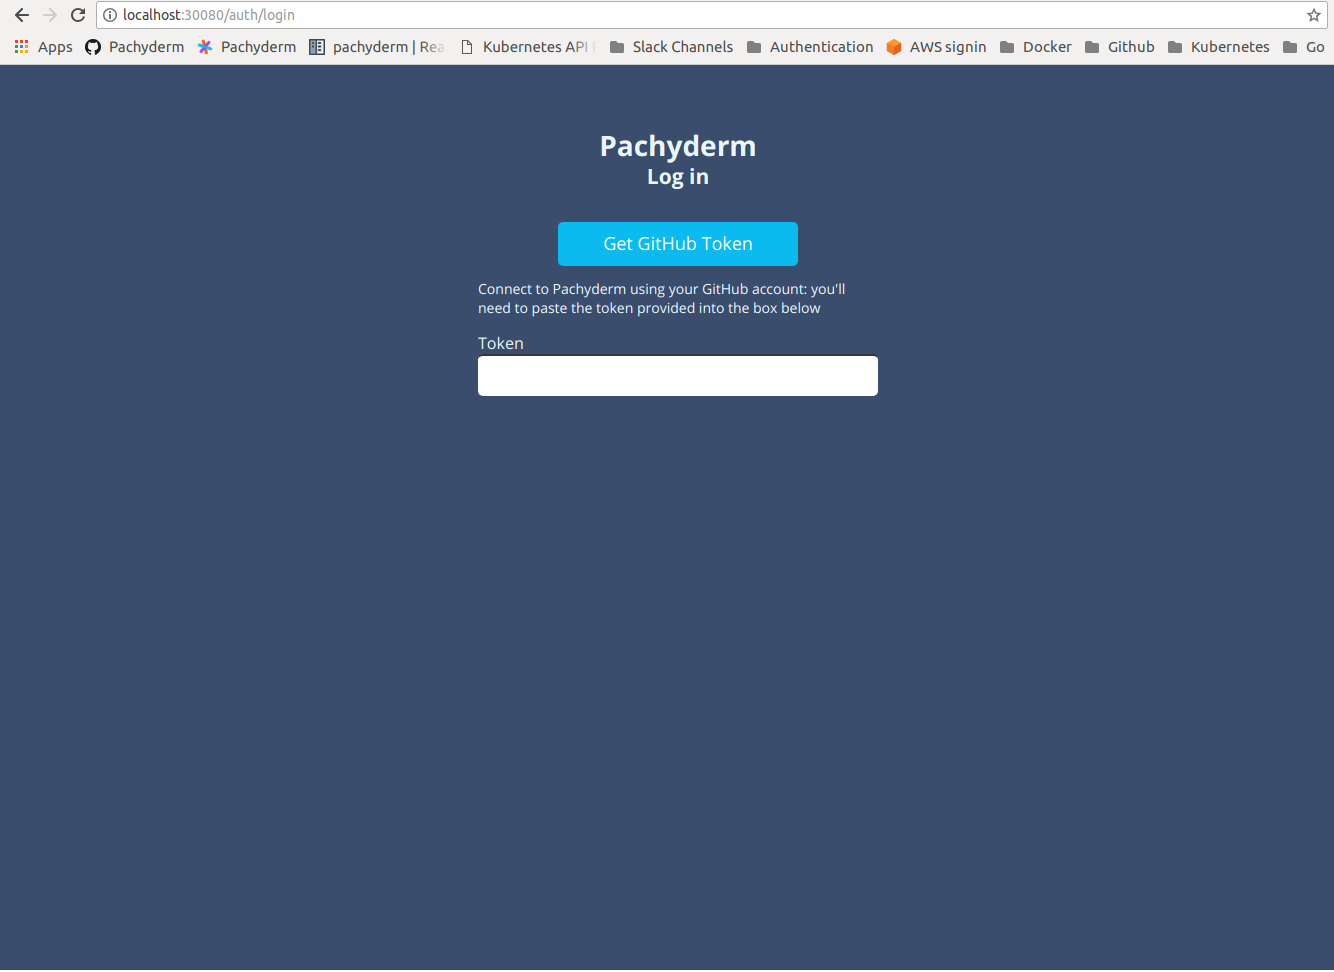 localhost:30080/auth/login
Apps Pachyderm Pachyderm pachyderm | Rea Kubernetes API Slack Channels Authentication AWS signin Docker Github Kubernetes Go
Pachyderm
Log in
Get GitHub Token
Connect to Pachyderm using your GitHub account: you'll
need to paste the token provided into the box below
Token